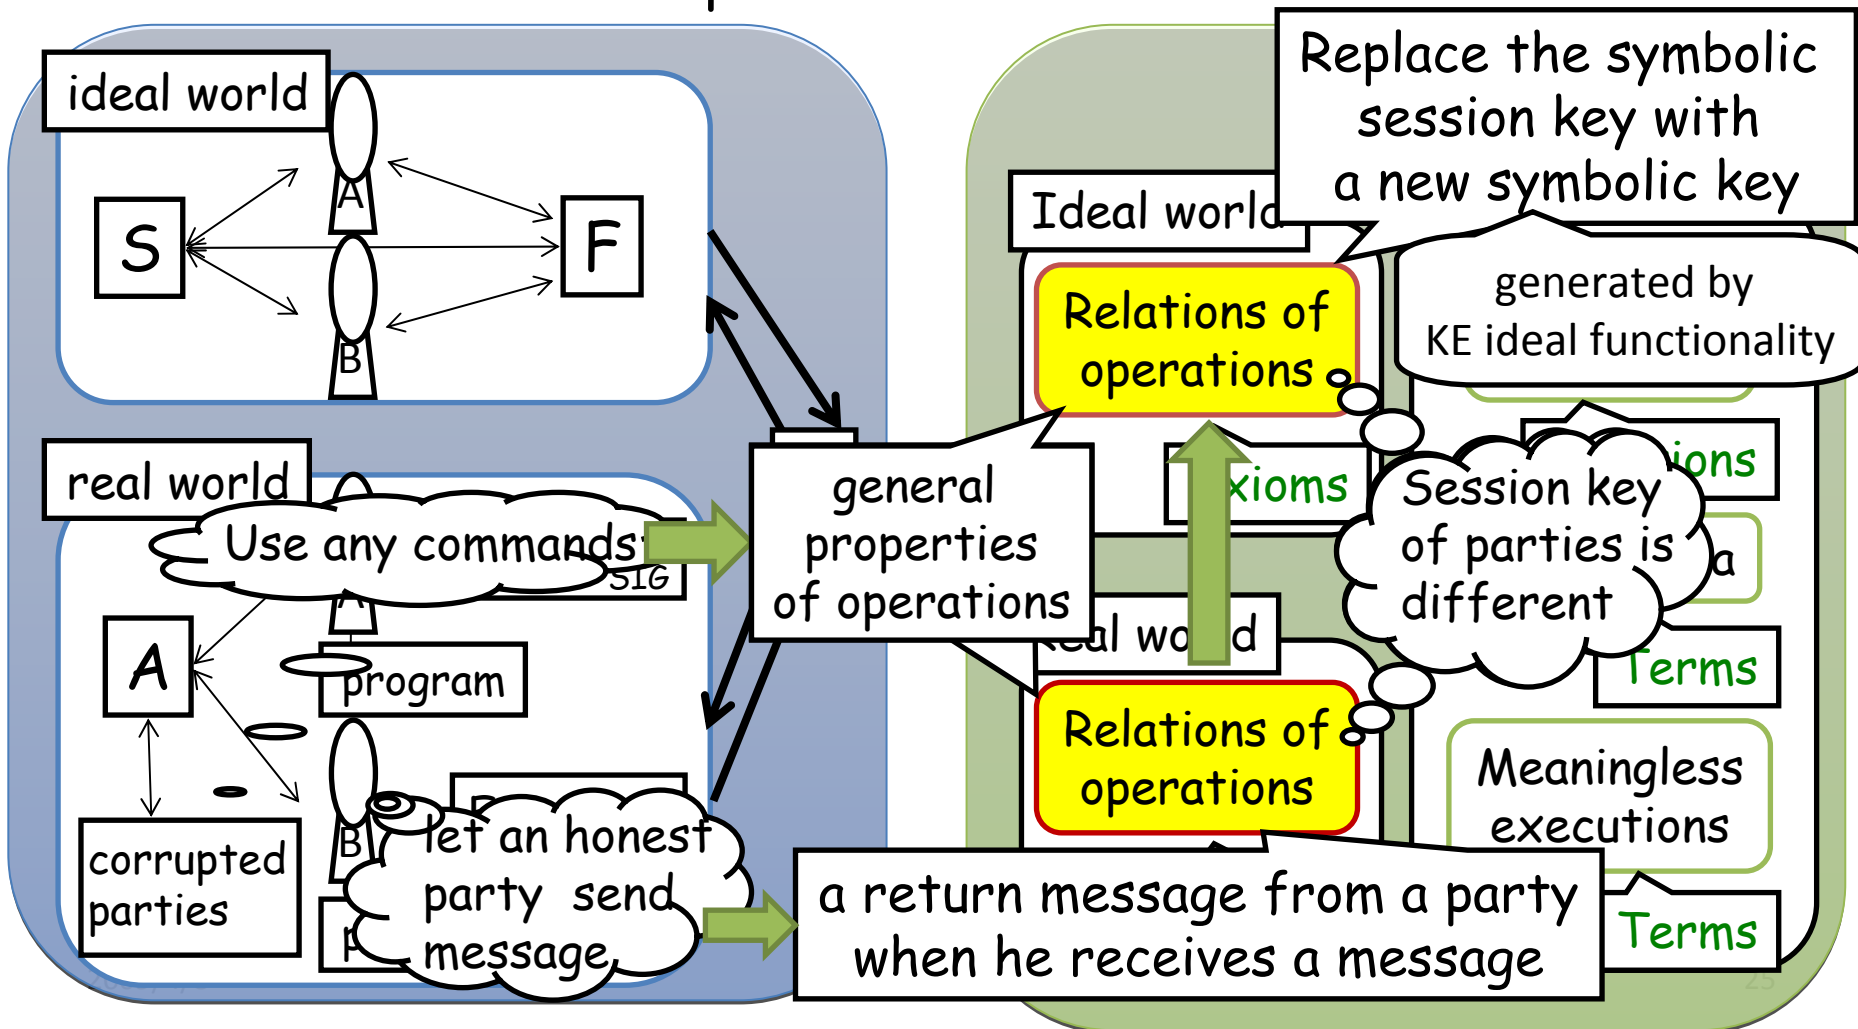 ideal world
A
S
F
B
real world
Use any commands
SIG
A
A
program
B
corrupted
parties
let an honest
party send
message
general
properties
of operations
Replace the symbolic
session key with
a new symbolic key
generated by
KE ideal functionality
Ideal world
Relations of
operations
Session key
of parties is
different
a
Terms
Relations of
operations
Meaningless
executions
Terms
a return message from a party
when he receives a message
25